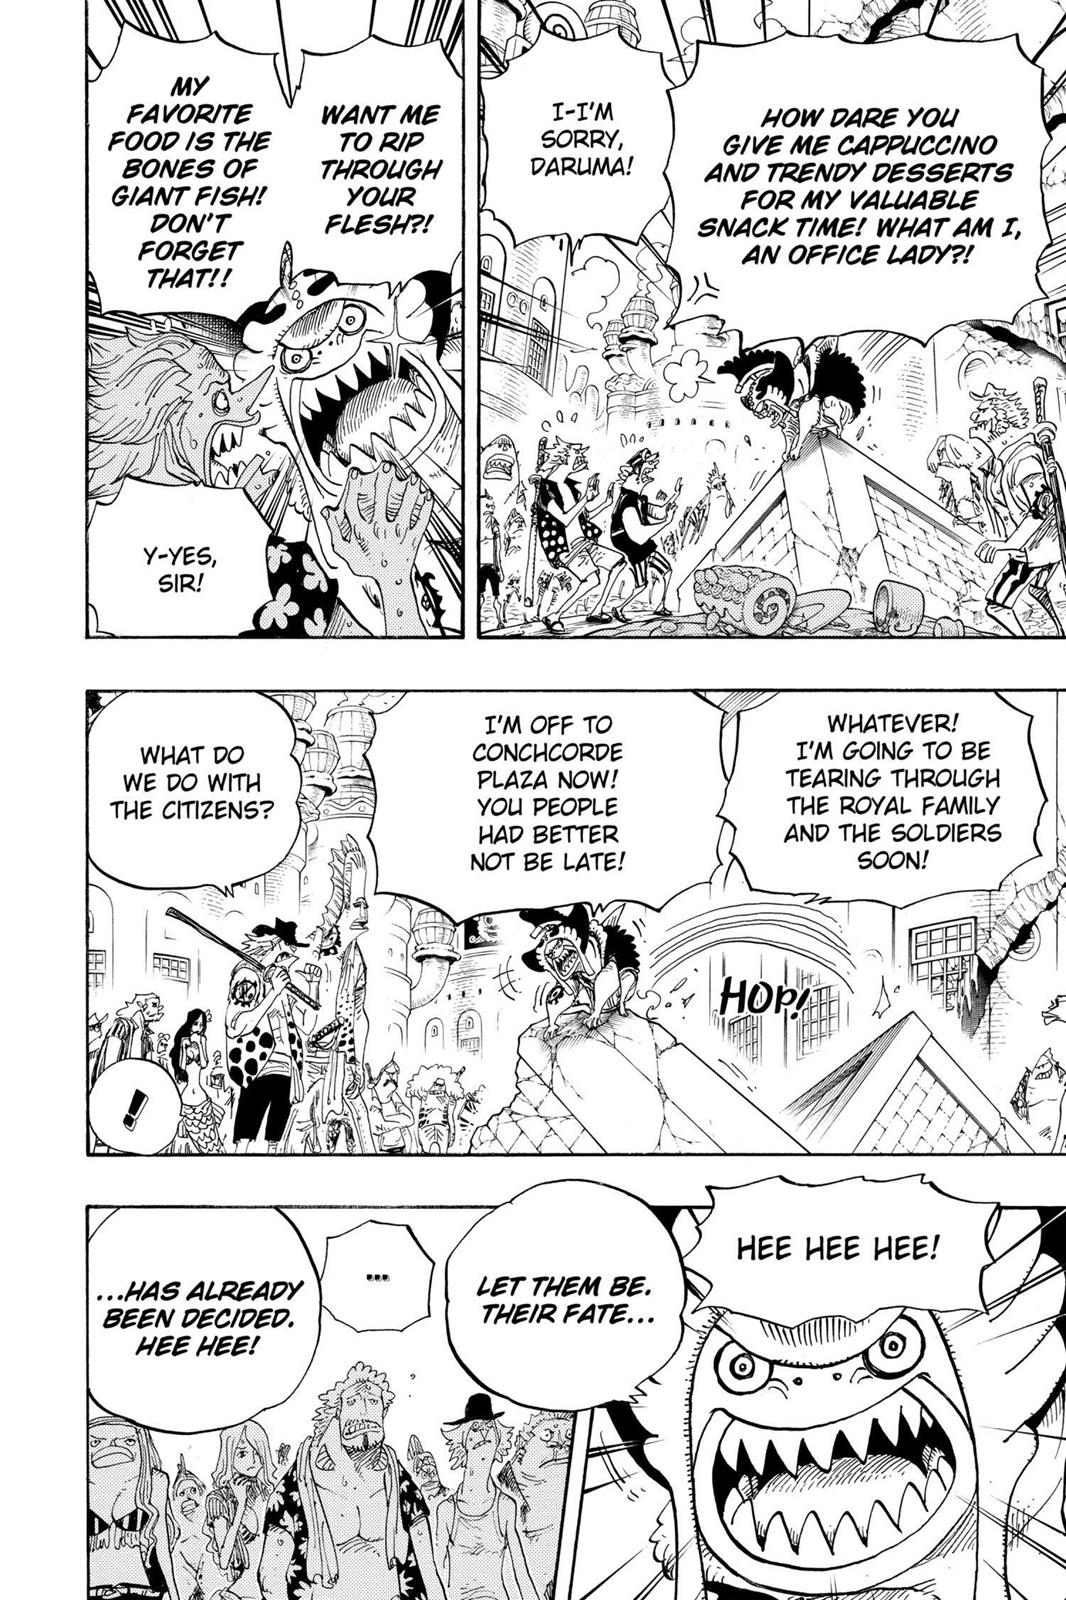 HOW DARE YOU
GIVE ME CAPPUCCINO
AND TRENDY DESSERTS
FOR MY VALUABLE
SNACK TIME! WHAT AM I,
AN OFFICE LADY?!
I-I'M
SORRY,
DARUMA!
WANT ME
TO RIP
THROUGH
YOUR
FLESH?!
MY
FAVORITE
FOOD IS THE
BONES OF
GIANT FISH!
DON'T
FORGET
THAT!!
Y-YES,
SIR!
WHATEVER!
I'M GOING TO BE
TEARING THROUGH
THE ROYAL FAMILY
AND THE SOLDIERS
SOON!
HOP!
I'M OFF TO
CONCHCORDE
PLAZA NOW!
YOU PEOPLE
HAD BETTER
NOT BE LATE!
WHAT DO
WE DO WITH
THE CITIZENS?
!
HEE HEE HEE!
LET THEM BE.
THEIR FATE...
...
...HAS ALREADY
BEEN DECIDED.
HEE HEE!